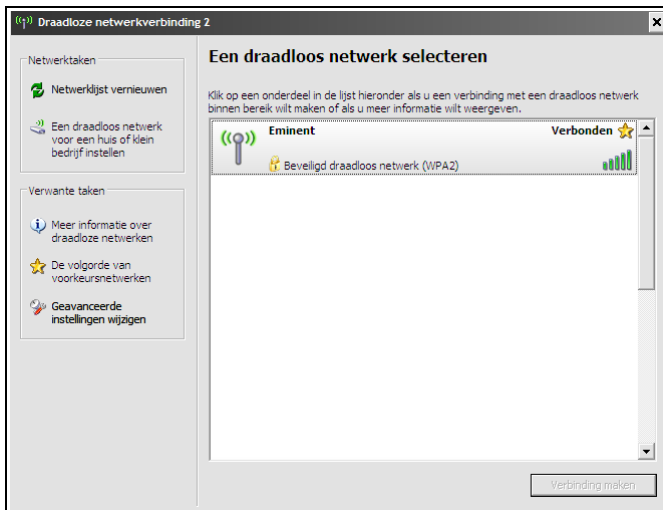 Draadloze netwerkverbinding 2
Netwerktaken
Netwerklijst vernieuwen
Een draadloos netwerk
voor een huis of klein
bedrijf instellen
Verwante taken
Meer informatie over
draadloze netwerken
De volgorde van
voorkeursnetwerken
Geavanceerde
instellingen wijzigen
Een draadloos netwerk selecteren
Klik op een onderdeel in de lijst hieronder als u een verbinding met een draadloos netwerk
binnen bereik wilt maken of als u meer informatie wilt weergeven.
Eminent
Verbonden
Beveiligd draadloos netwerk (WPA2)
Verbinding maken